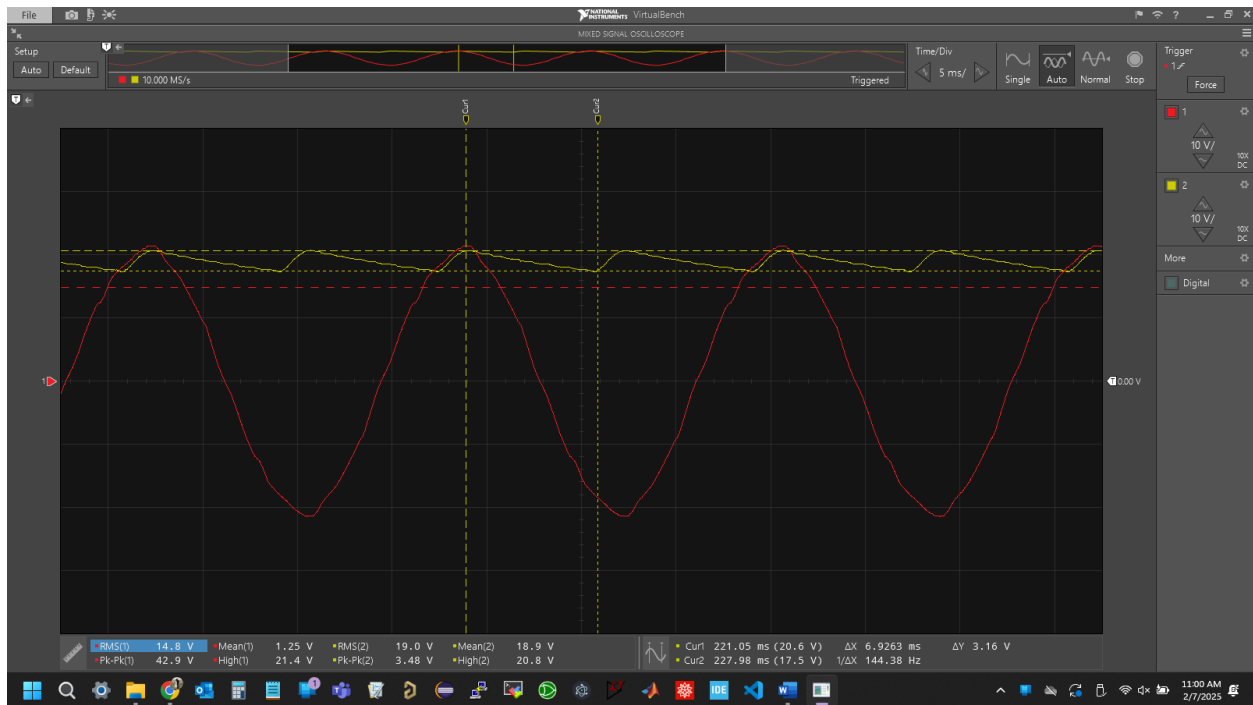 File
NATIONAL INSTRUMENTS VirtualBench
?
MIXED SIGNAL OSCILLOSCOPE
Setup
Auto Default
T
10.000 MS/s
Triggered
Time/Div
5 ms/
Single Auto Normal Stop
Trigger
1
Force
T
Cur1 Cur2
1
10 V/
10X
DC
2
10 V/
10X
DC
More
Digital
1
T 0.00 V
RMS(1) 14.8 V Mean(1) 1.25 V RMS(2) 19.0 V Mean(2) 18.9 V
Pk-Pk(1) 42.9 V High(1) 21.4 V Pk-Pk(2) 3.48 V High(2) 20.8 V
Cur1 221.05 ms (20.6 V) ΔX 6.9263 ms ΔY 3.16 V
Cur2 227.98 ms (17.5 V) 1/ΔX 144.38 Hz
1
IDE
11:00 AM
2/7/2025